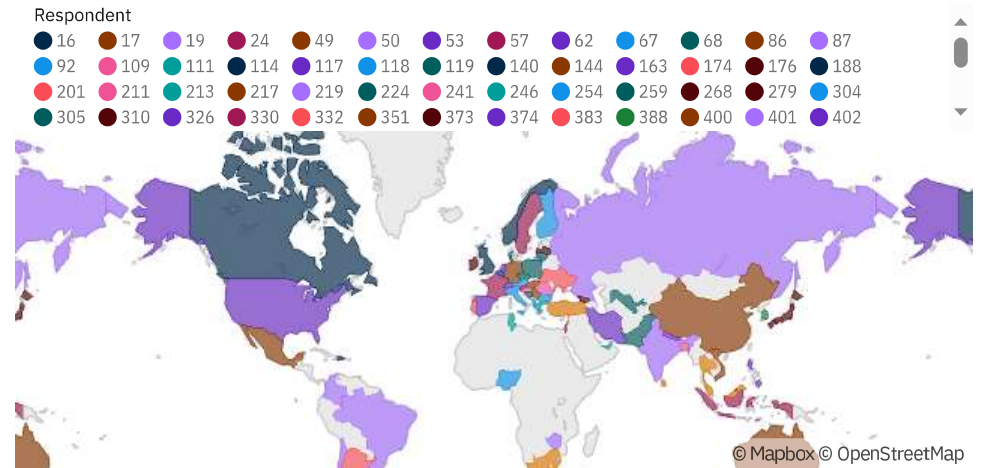 Respondent
16 17 19 24 49 50 53 57 62 67 68 86 87
92 109 111 114 117 118 119 140 144 163 174 176 188
201 211 213 217 219 224 241 246 254 259 268 279 304
305 310 326 330 332 351 373 374 383 388 400 401 402
© Mapbox © OpenStreetMap